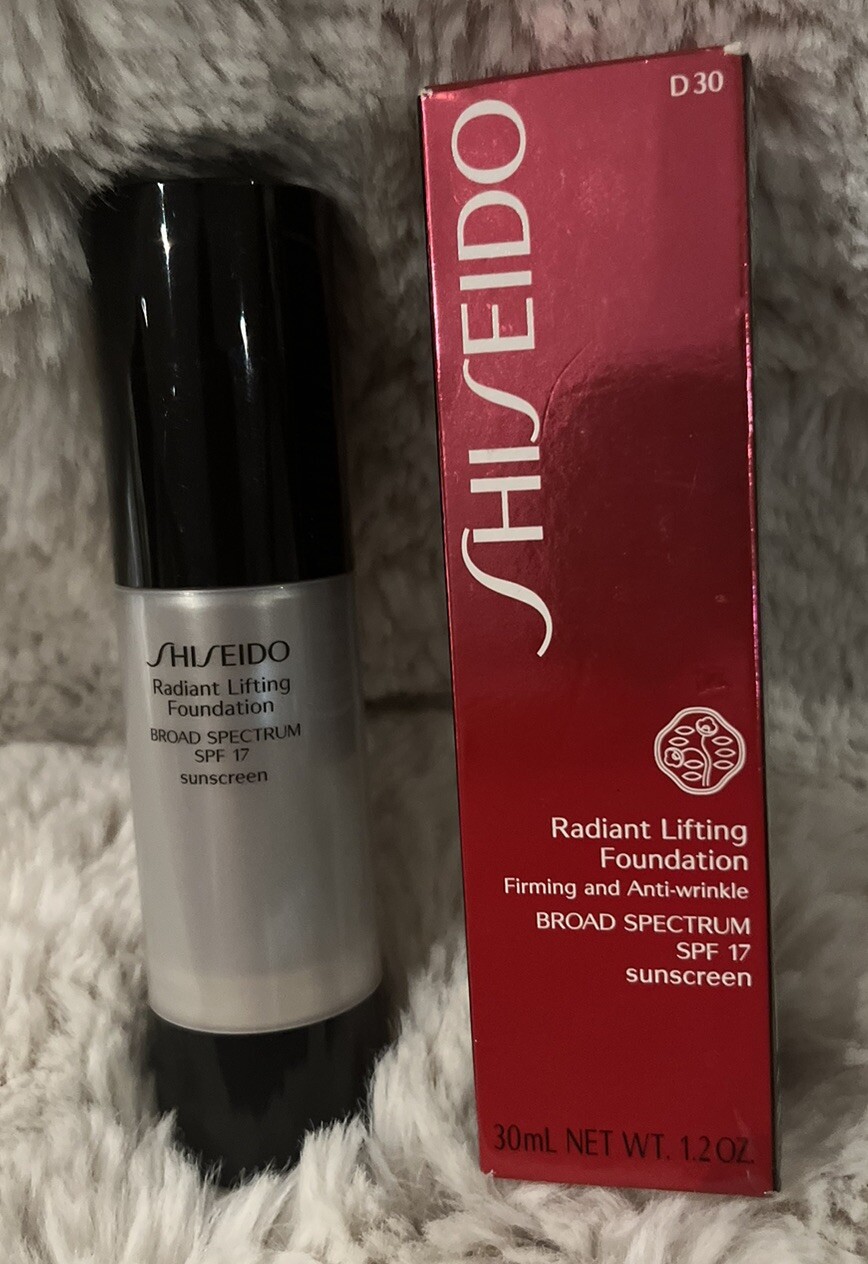 SHISEIDO
Radiant Lifting
Foundation
BROAD SPECTRUM
SPF 17
sunscreen
D30
SHISEIDO
Radiant Lifting
Foundation
Firming and Anti-wrinkle
BROAD SPECTRUM
SPF 17
sunscreen
30mL NET WT. 1.2 OZ.